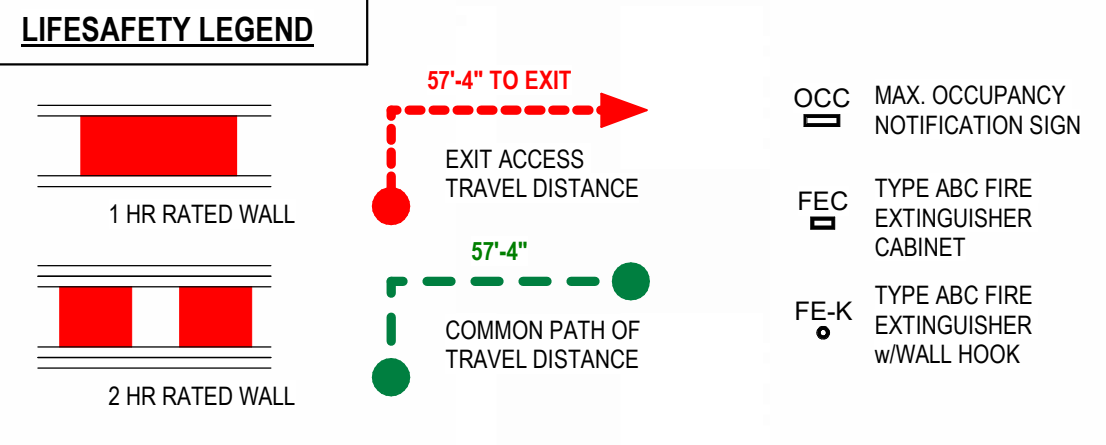 LIFESAFETY LEGEND
1 HR RATED WALL
2 HR RATED WALL
57'-4" TO EXIT
EXIT ACCESS
TRAVEL DISTANCE
57'-4"
COMMON PATH OF
TRAVEL DISTANCE
OCC
MAX. OCCUPANCY
NOTIFICATION SIGN
FEC
TYPE ABC FIRE
EXTINGUISHER
CABINET
FE-K
TYPE ABC FIRE
EXTINGUISHER
w/WALL HOOK